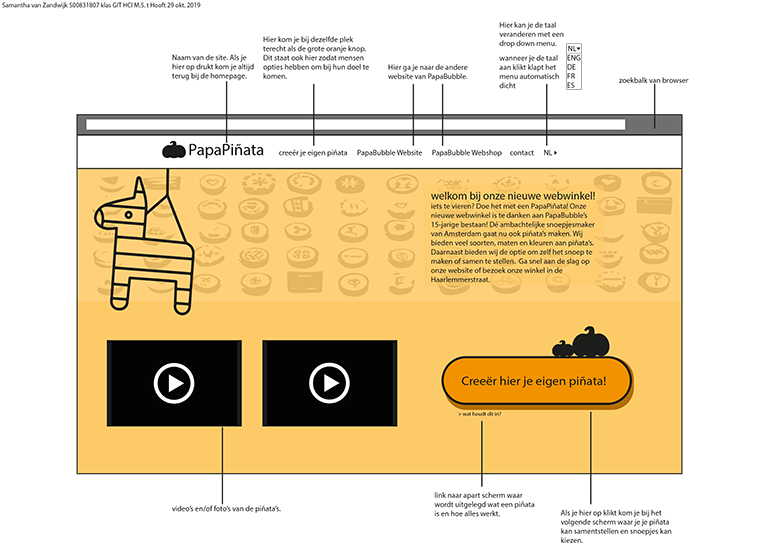 Samantha van Zandwijk 500831807 klas GIT HCI M.S. t Hooft 29 okt. 2019
Naam van de site. Als je
hier op drukt kom je altijd
terug bij de homepage.
Hier kom je bij dezelfde plek
terecht als de grote oranje knop.
Dit staat ook hier zodat mensen
opties hebben om bij hun doel te
komen.
Hier ga je naar de andere
website van PapaBubble.
Hier kan je de taal
veranderen met een
drop down menu.
wanneer je de taal
aan klikt klapt het
menu automatisch
dicht
NL
ENG
DE
FR
ES
zoekbalk van browser
PapaPiñata
creeër je eigen piñata
PapaBubble Website
PapaBubble Webshop
contact
NL
welkom bij onze nieuwe webwinkel!
iets te vieren? Doe het met een PapaPiñata! Onze
nieuwe webwinkel is te danken aan PapaBubble's
15-jarige bestaan! Dé ambachtelijke snoepjesmaker
van Amsterdam gaat nu ook piñata's maken. Wij
bieden veel soorten, maten en kleuren aan piñata's.
Daarnaast bieden wij de optie om zelf het snoep te
maken of samen te stellen. Ga snel aan de slag op
onze website of bezoek onze winkel in de
Haarlemmerstraat.
Creeër hier je eigen piñata!
> wat houdt dit in?
video's en/of foto's van de piñata's.
link naar apart scherm waar
wordt uitgelegd wat een piñata
is en hoe alles werkt.
Als je hier op klikt kom je bij het
volgende scherm waar je je piñata
kan samentstellen en snoepjes kan
kiezen.